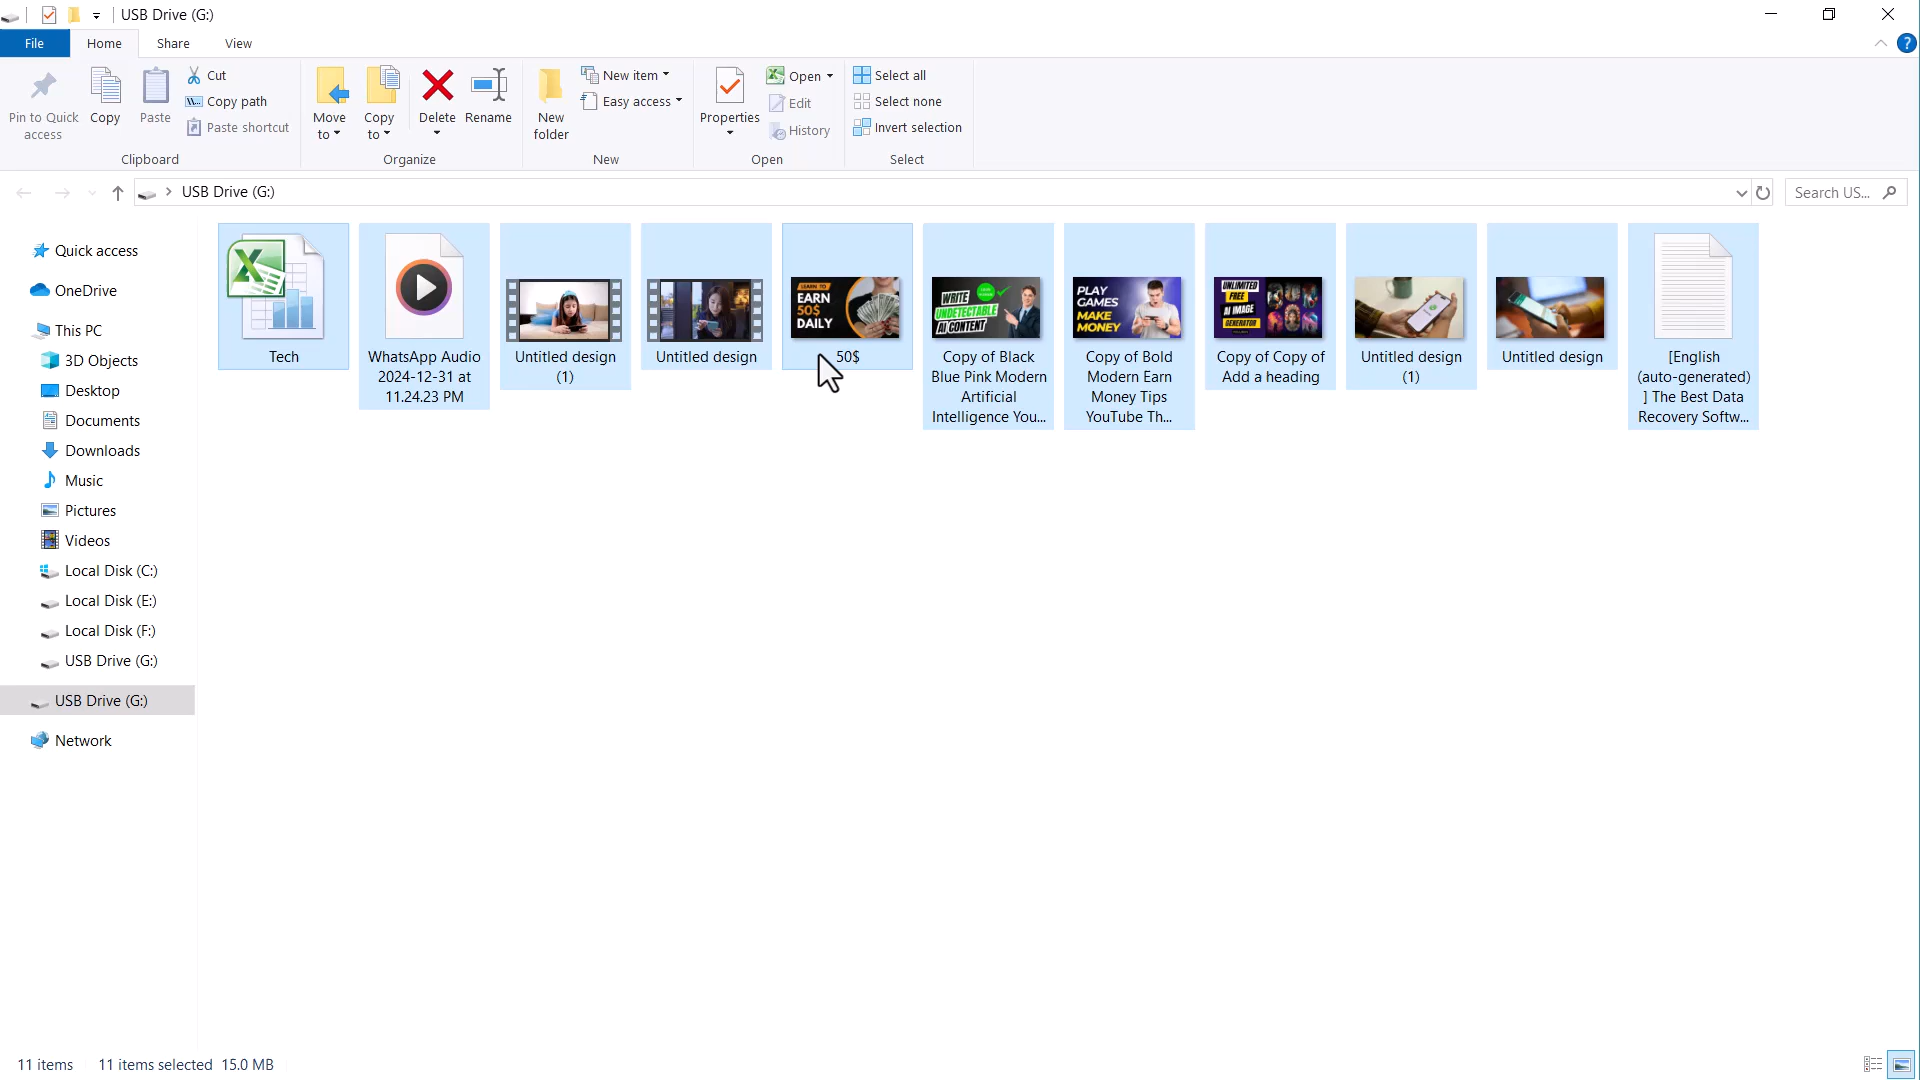 USB Drive (G:)
File
Home
Share
View
Pin to Quick
access
Copy
Paste
Cut
Copy path
Paste shortcut
Clipboard
Move
to
Copy
to
Delete
Rename
Organize
New
folder
New item
Easy access
New
Properties
Open
Edit
History
Open
Select all
Select none
Invert selection
Select
USB Drive (G:)
Search US...
Quick access
OneDrive
This PC
3D Objects
Desktop
Documents
Downloads
Music
Pictures
Videos
Local Disk (C:)
Local Disk (E:)
Local Disk (F:)
USB Drive (G:)
USB Drive (G:)
Network
Tech
WhatsApp Audio
2024-12-31 at
11.24.23 PM
Untitled design
(1)
Untitled design
LEARN TO
EARN
50$
DAILY
50$
WRITE
UNDETECTABLE
AI CONTENT
Copy of Black
Blue Pink Modern
Artificial
Intelligence You...
PLAY
GAMES
MAKE
MONEY
Copy of Bold
Modern Earn
Money Tips
YouTube Th...
UNLIMITED
FREE
AI IMAGE
GENERATOR
Copy of Copy of
Add a heading
Untitled design
(1)
Untitled design
[English
(auto-generated)
] The Best Data
Recovery Softw...
11 items
11 items selected 15.0 MB